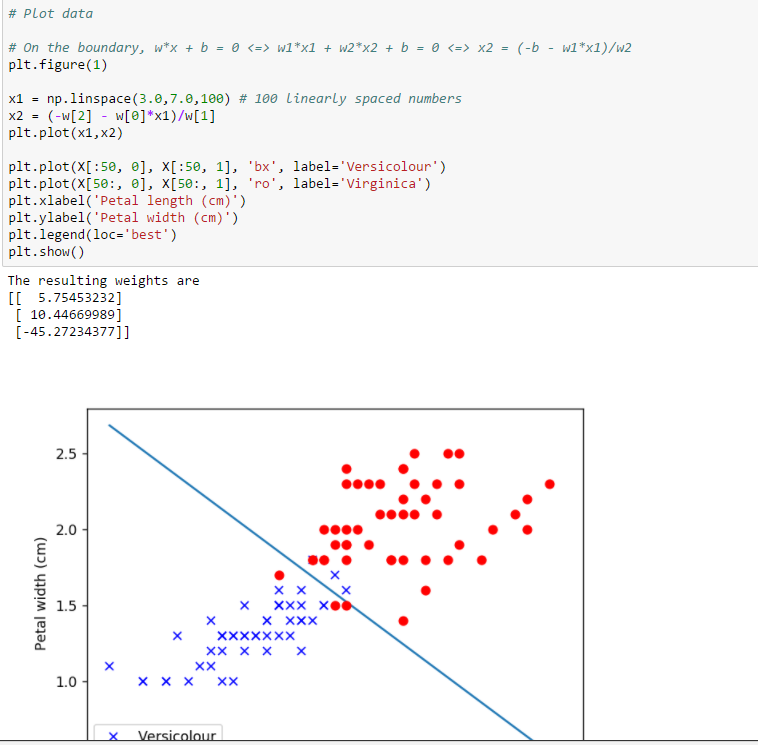 # Plot data
# On the boundary, w*x + b = 0 <=> w1*x1 + w2*x2 + b = 0 <=> x2 = (-b - w1*x1)/w2
plt.figure(1)
x1 = np.linspace(3.0,7.0,100) # 100 linearly spaced numbers
x2 = (-w[2] - w[0]*x1)/w[1]
plt.plot(x1,x2)
plt.plot(X[:50, 0], X[:50, 1], 'bx', label='Versicolour')
plt.plot(X[50:, 0], X[50:, 1], 'ro', label='Virginica')
plt.xlabel('Petal length (cm)')
plt.ylabel('Petal width (cm)')
plt.legend(loc='best')
plt.show()
The resulting weights are
[[  5.75453232]
 [ 10.44669989]
 [-45.27234377]]
2.5
2.0
1.5
1.0
Petal width (cm)
Versicolour